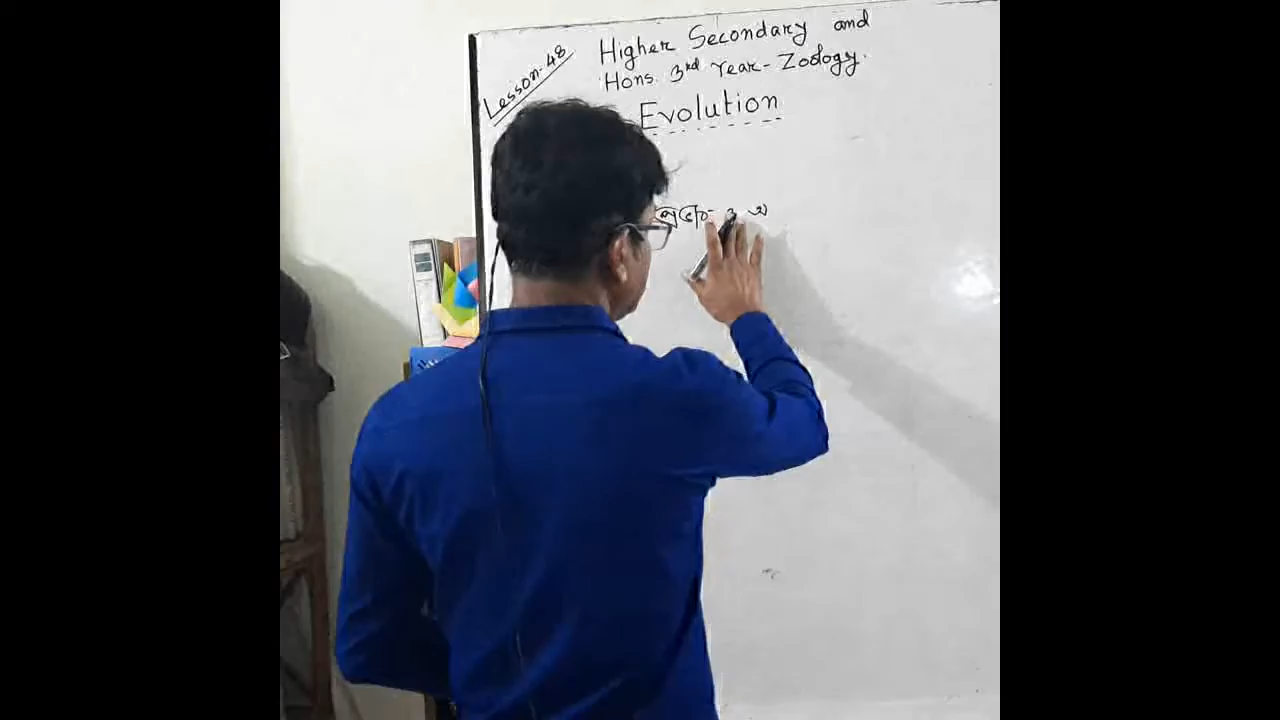 Lesson-48
Higher Secondary and
Hons. 3rd Year - Zoology.
Evolution